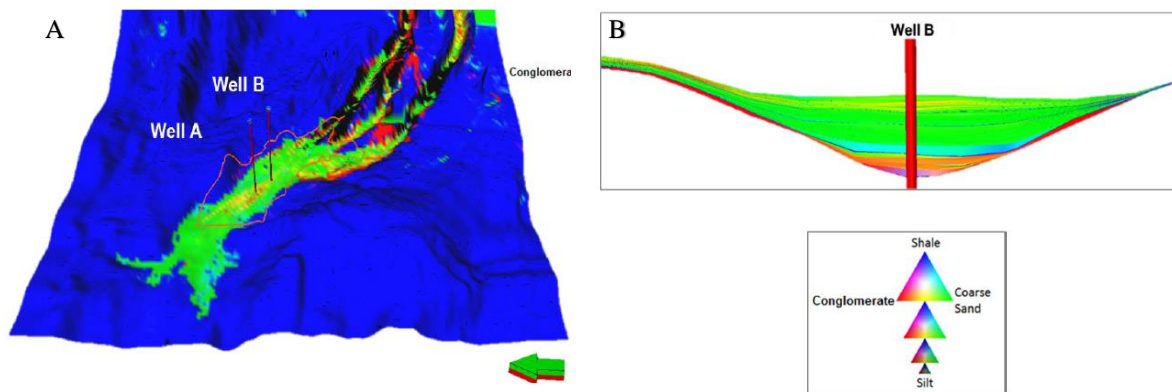 A
Well B
Well A
Conglomera
B
Well B
Shale
Conglomerate
Coarse
Sand
Silt